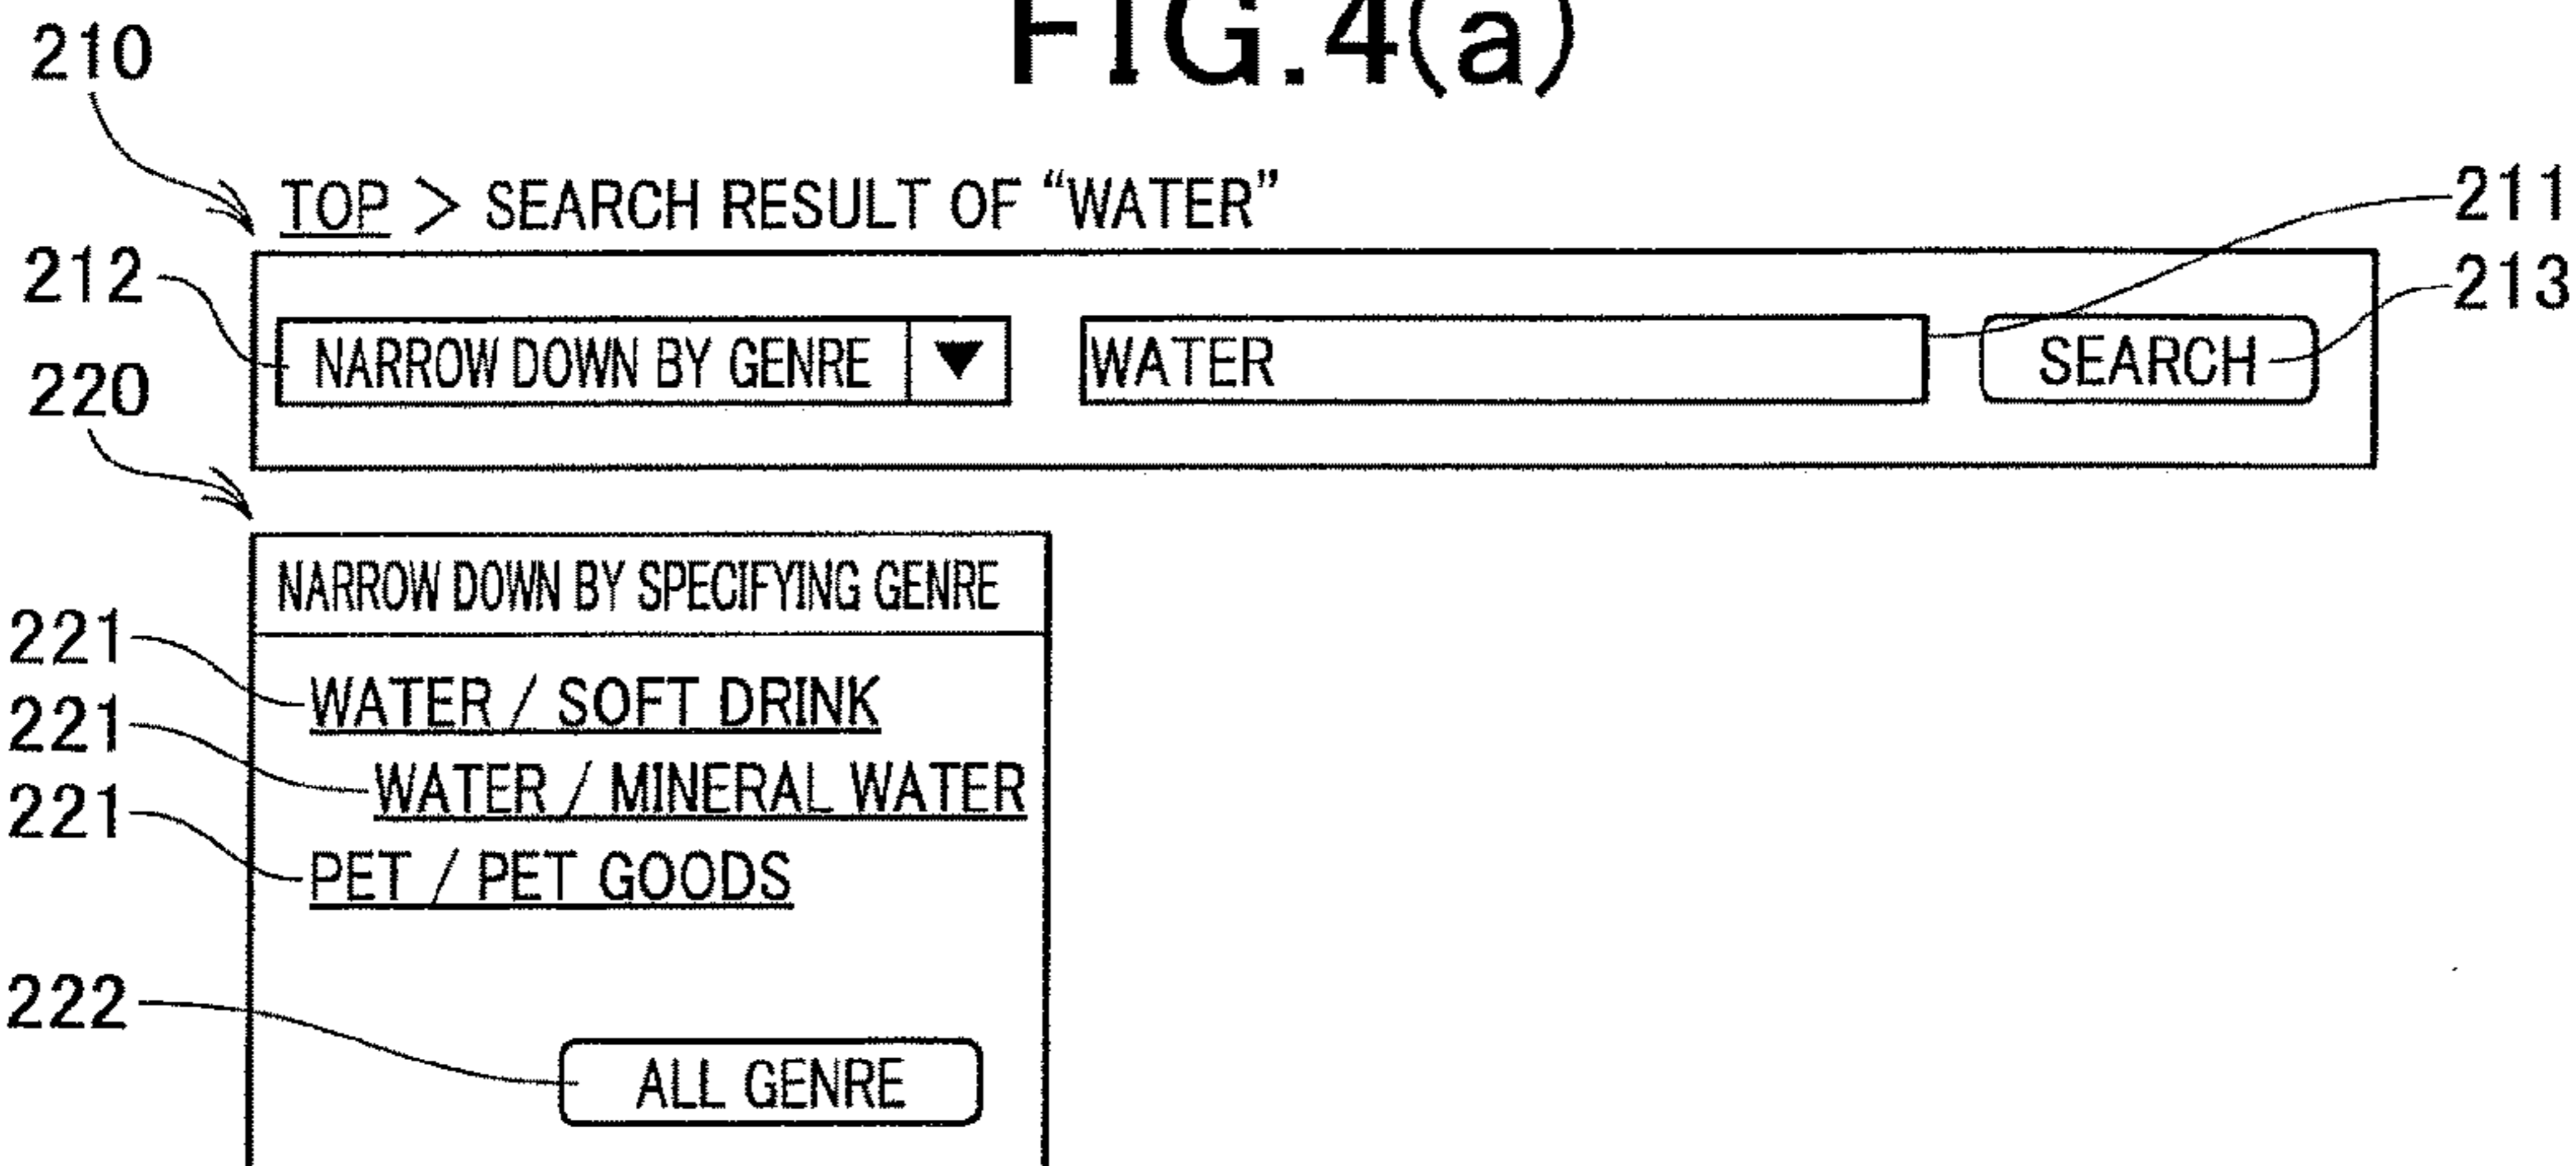 FIG.4(a)
210
TOP > SEARCH RESULT OF “WATER”
211
212
NARROW DOWN BY GENRE ▼
WATER
SEARCH
213
220
NARROW DOWN BY SPECIFYING GENRE
221
WATER / SOFT DRINK
221
WATER / MINERAL WATER
221
PET / PET GOODS
222
ALL GENRE